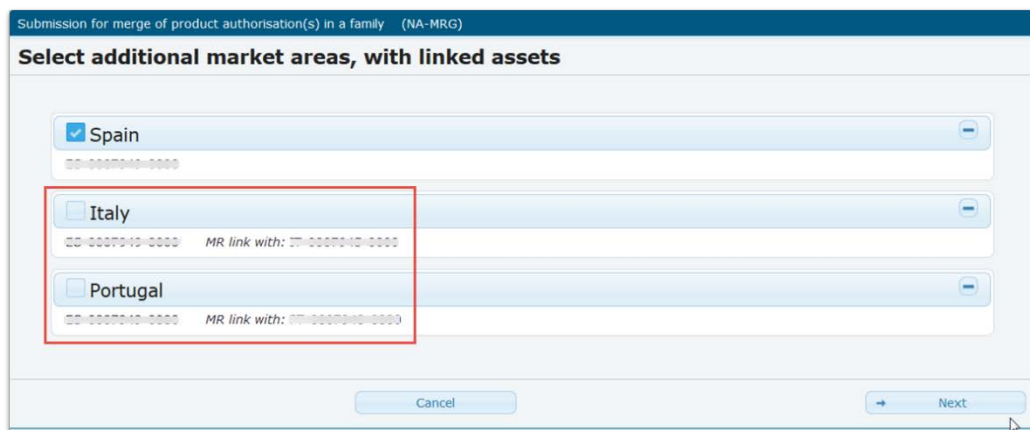 Submission for merge of product authorisation(s) in a family (NA-MRG)
Select additional market areas, with linked assets
Spain
Italy
MR link with:
Portugal
MR link with:
Cancel
Next